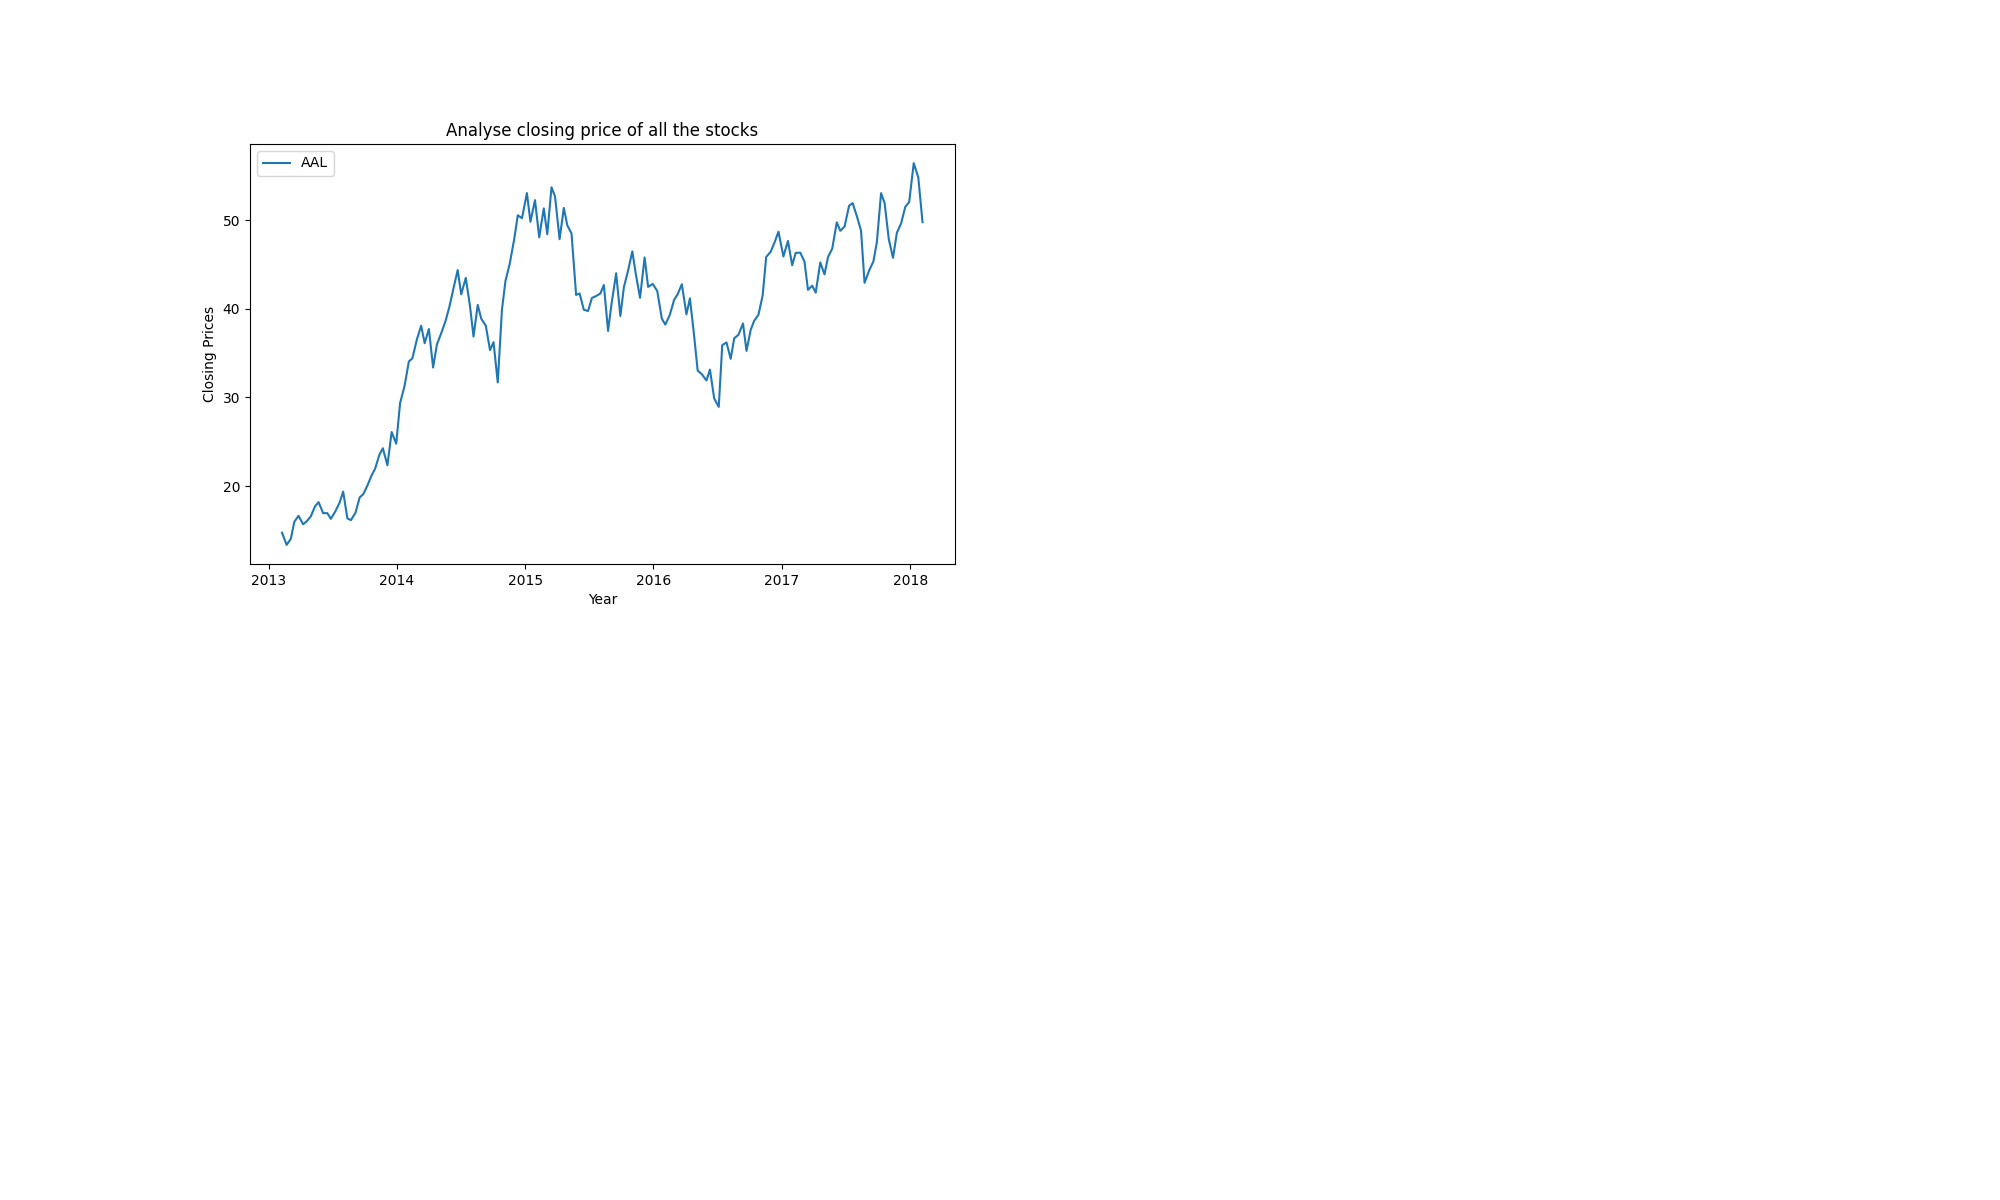 Analyse closing price of all the stocks
AAL
Closing Prices
50
40
30
20
2013 2014 2015 2016 2017 2018
Year